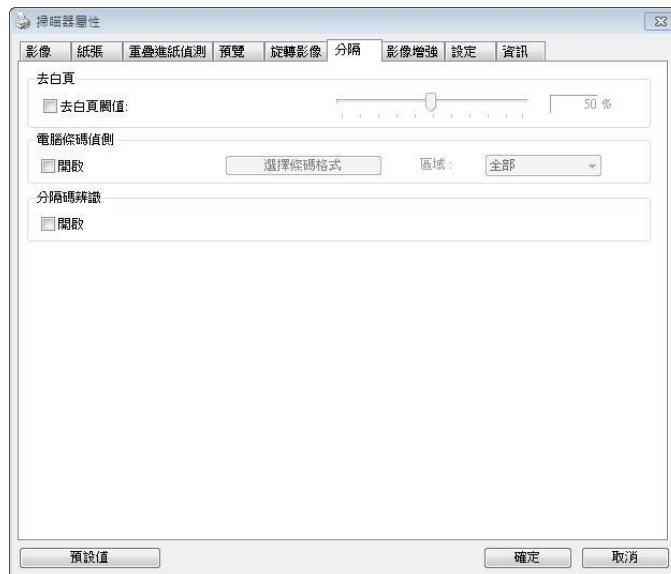 掃瞄器屬性
影像 紙張 重疊進紙偵測 預覽 旋轉影像 分隔 影像增強 設定 資訊
去白頁
去白頁閥值: 50 %
電腦條碼偵側
開啟 選擇條碼格式 區域: 全部
分隔碼辨識
開啟
預設值 確定 取消